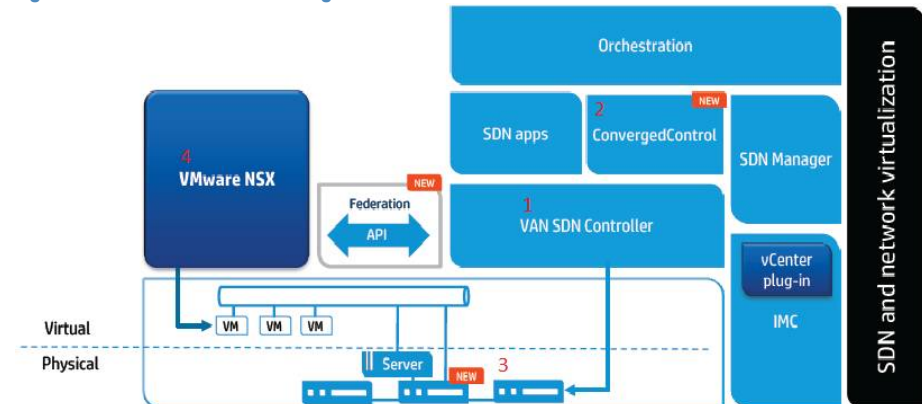 Orchestration
NEW
2
SDN apps
ConvergedControl
SDN Manager
4
VMware NSX
NEW
Federation
API
1
VAN SDN Controller
vCenter
plug-in
IMC
VM
VM
VM
Virtual
Physical
Server
3
NEW
SDN and network virtualization